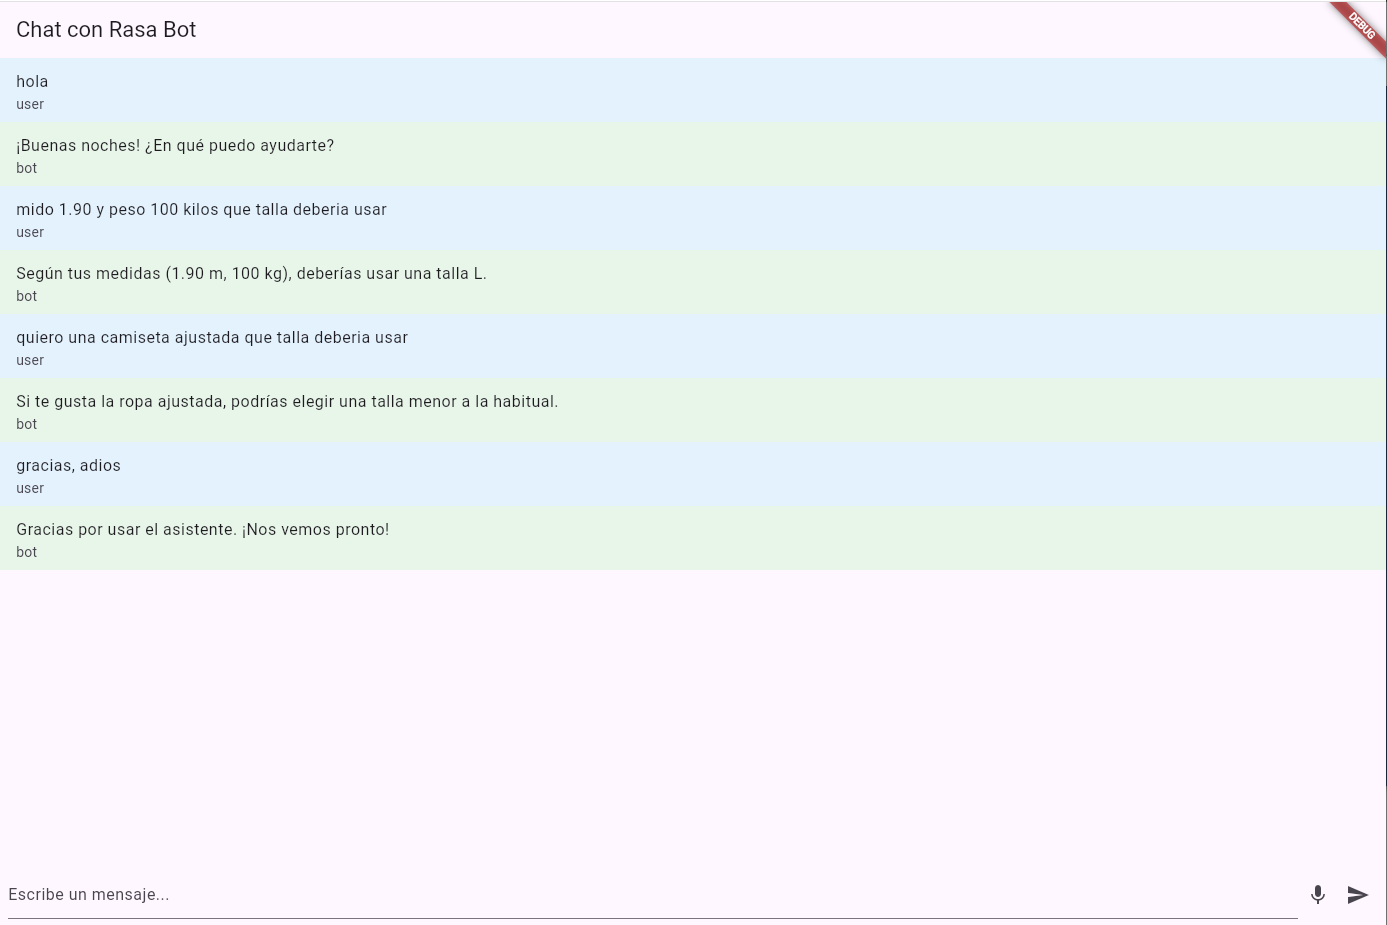 Chat con Rasa Bot
DEBUG
hola
user
¡Buenas noches! ¿En qué puedo ayudarte?
bot
mido 1.90 y peso 100 kilos que talla deberia usar
user
Según tus medidas (1.90 m, 100 kg), deberías usar una talla L.
bot
quiero una camiseta ajustada que talla deberia usar
user
Si te gusta la ropa ajustada, podrías elegir una talla menor a la habitual.
bot
gracias, adios
user
Gracias por usar el asistente. ¡Nos vemos pronto!
bot
Escribe un mensaje...